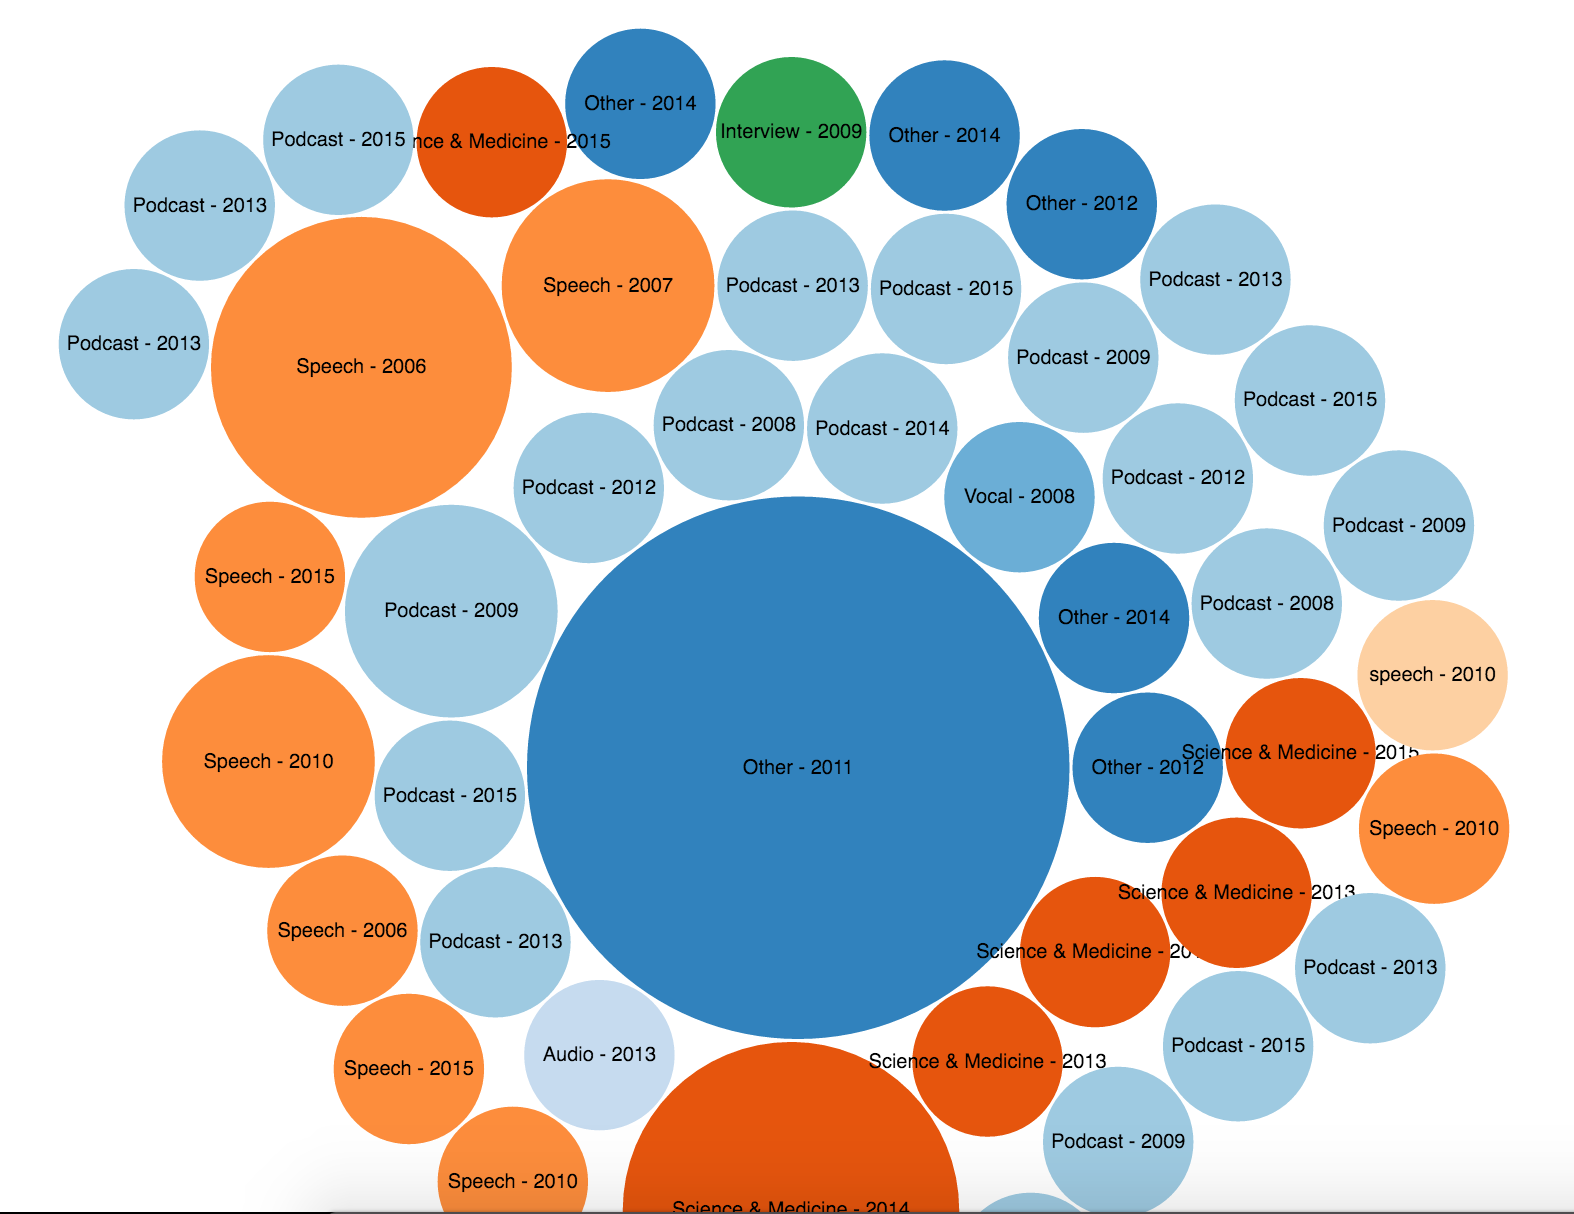 Other - 2014
Interview - 2009
Other - 2014
Podcast - 2015
nce & Medicine - 2015
Other - 2012
Podcast - 2013
Speech - 2007
Podcast - 2013
Podcast - 2015
Podcast - 2013
Podcast - 2013
Speech - 2006
Podcast - 2009
Podcast - 2015
Podcast - 2008
Podcast - 2014
Podcast - 2012
Vocal - 2008
Podcast - 2012
Podcast - 2009
Speech - 2015
Podcast - 2009
Other - 2014
Podcast - 2008
speech - 2010
Speech - 2010
Podcast - 2015
Other - 2011
Other - 2012
Science & Medicine - 2015
Speech - 2010
Science & Medicine - 2013
Speech - 2006
Podcast - 2013
Science & Medicine - 20
Podcast - 2013
Speech - 2015
Audio - 2013
Science & Medicine - 2013
Podcast - 2015
Podcast - 2009
Speech - 2010
Science & Medicine - 2014